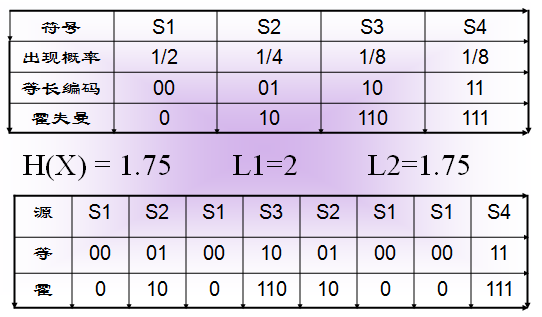 符号 S1 S2 S3 S4
出现概率 1/2 1/4 1/8 1/8
等长编码 00 01 10 11
霍夫曼 0 10 110 111
H(X) = 1.75 L1=2 L2=1.75
源 S1 S2 S1 S3 S2 S1 S1 S4
等 00 01 00 10 01 00 00 11
霍 0 10 0 110 10 0 0 111